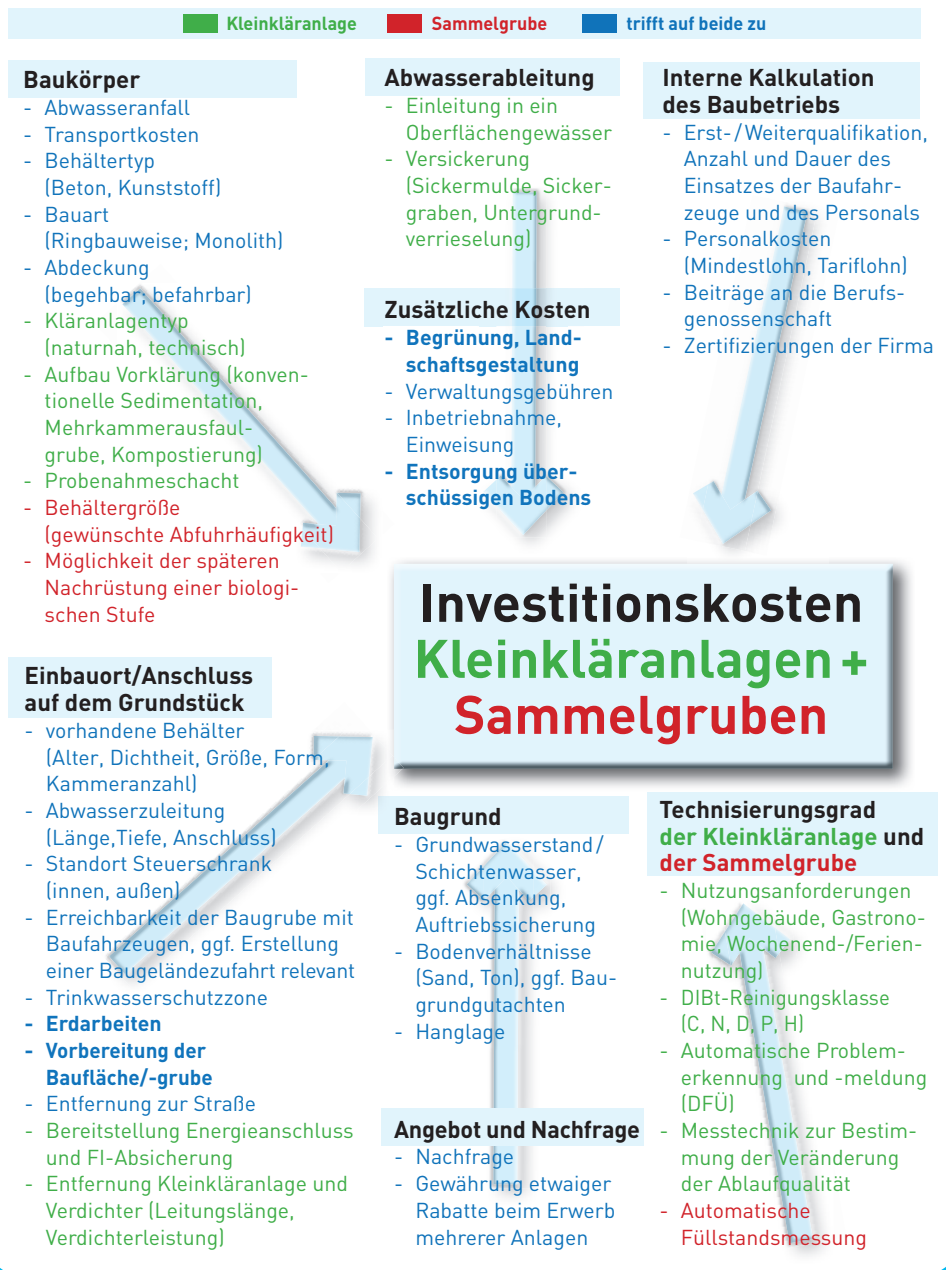 Kleinkläranlage Sammelgrube trifft auf beide zu
Baukörper
- Abwasseranfall
- Transportkosten
- Behältertyp
(Beton, Kunststoff)
- Bauart
(Ringbauweise; Monolith)
- Abdeckung
(begehbar; befahrbar)
- Kläranlagentyp
(naturnah, technisch)
- Aufbau Vorklärung (konven-
tionelle Sedimentation,
Mehrkammerausfaul-
grube, Kompostierung)
- Probenahmeschacht
- Behältergröße
(gewünschte Abfuhrhäufigkeit)
- Möglichkeit der späteren
Nachrüstung einer biologi-
schen Stufe
Abwasserableitung
- Einleitung in ein
Oberflächengewässer
- Versickerung
(Sickermulde, Sicker-
graben, Untergrund-
verrieselung)
Zusätzliche Kosten
- Begrünung, Land-
schaftsgestaltung
- Verwaltungsgebühren
- Inbetriebnahme,
Einweisung
- Entsorgung über-
schüssigen Bodens
Interne Kalkulation
des Baubetriebs
- Erst-/Weiterqualifikation,
Anzahl und Dauer des
Einsatzes der Baufahr-
zeuge und des Personals
- Personalkosten
(Mindestlohn, Tariflohn)
- Beiträge an die Berufs-
genossenschaft
- Zertifizierungen der Firma
Investitionskosten
Kleinkläranlagen +
Sammelgruben
Einbauort/Anschluss
auf dem Grundstück
- vorhandene Behälter
(Alter, Dichtheit, Größe, Form,
Kammeranzahl)
- Abwasserzuleitung
(Länge,Tiefe, Anschluss)
- Standort Steuerschrank
(innen, außen)
- Erreichbarkeit der Baugrube mit
Baufahrzeugen, ggf. Erstellung
einer Baugeländezufahrt relevant
- Trinkwasserschutzzone
- Erdarbeiten
- Vorbereitung der
Baufläche/-grube
- Entfernung zur Straße
- Bereitstellung Energieanschluss
und FI-Absicherung
- Entfernung Kleinkläranlage und
Verdichter (Leitungslänge,
Verdichterleistung)
Baugrund
- Grundwasserstand/
Schichtenwasser,
ggf. Absenkung,
Auftriebssicherung
- Bodenverhältnisse
(Sand, Ton), ggf. Bau-
grundgutachten
- Hanglage
Angebot und Nachfrage
- Nachfrage
- Gewährung etwaiger
Rabatte beim Erwerb
mehrerer Anlagen
Technisierungsgrad
der Kleinkläranlage und
der Sammelgrube
- Nutzungsanforderungen
(Wohngebäude, Gastrono-
mie, Wochenend-/Ferien-
nutzung)
- DIBt-Reinigungsklasse
(C, N, D, P, H)
- Automatische Problem-
erkennung und -meldung
(DFÜ)
- Messtechnik zur Bestim-
mung der Veränderung
der Ablaufqualität
- Automatische
Füllstandsmessung